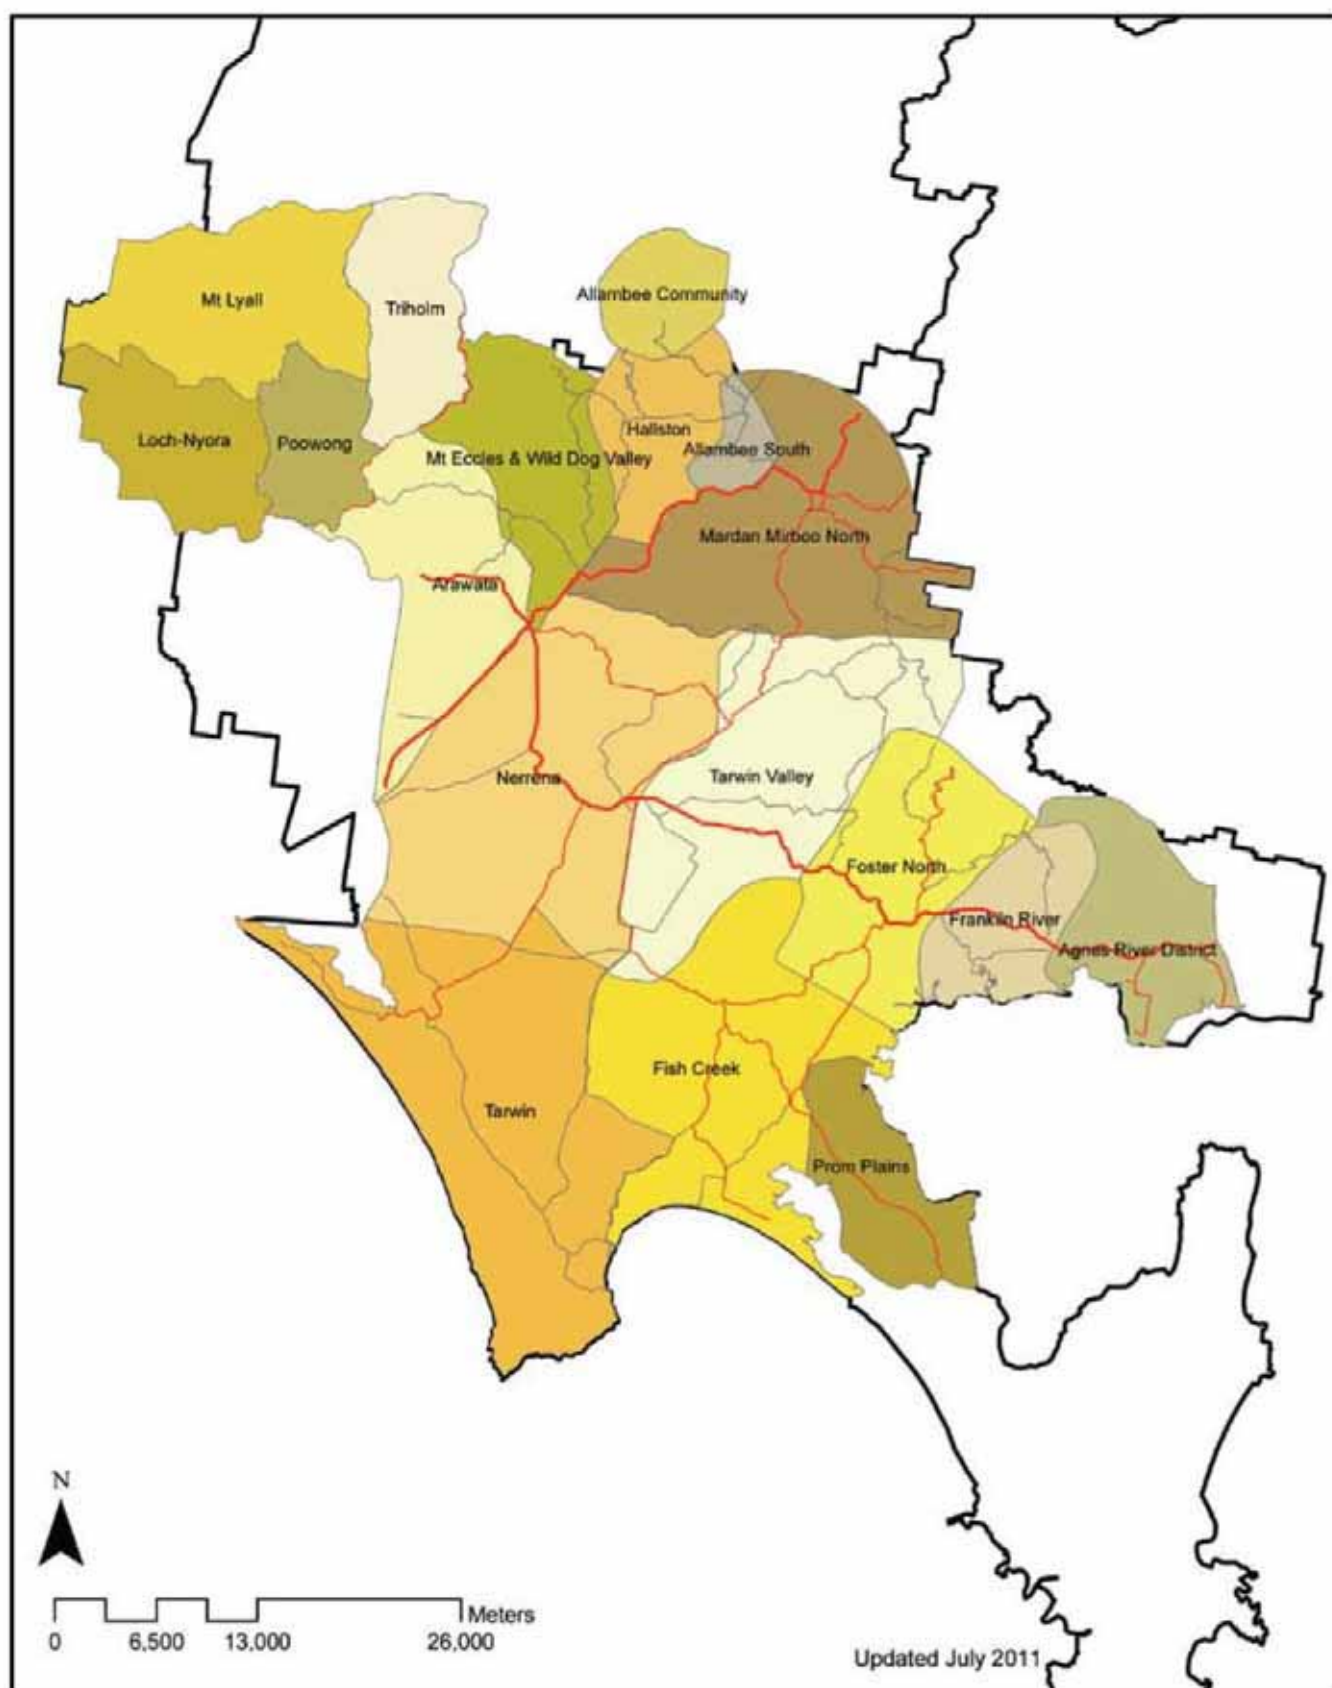 Allambee Community
Mt Lyall
Triholm
Hallston
Loch-Nyora
Poowong
Allambee South
Mt Eccles & Wild Dog Valley
Mardan Mirboo North
Arawata
Nerrena
Tarwin Valley
Foster North
Franklin River
Agnes River District
Fish Creek
Tarwin
Prom Plains
N
Meters
0 6,500 13,000 26,000
Updated July 2011